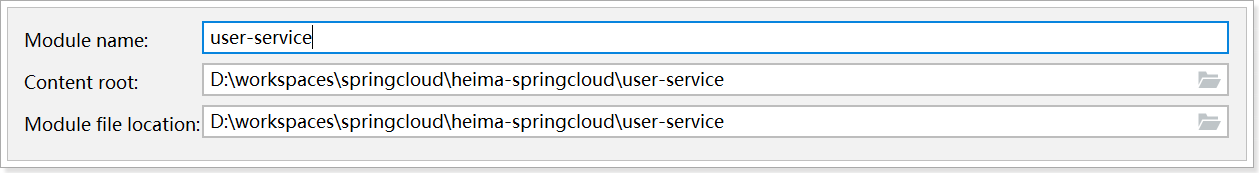 Module name: user-service
Content root: D:\workspaces\springcloud\heima-springcloud\user-service
Module file location: D:\workspaces\springcloud\heima-springcloud\user-service